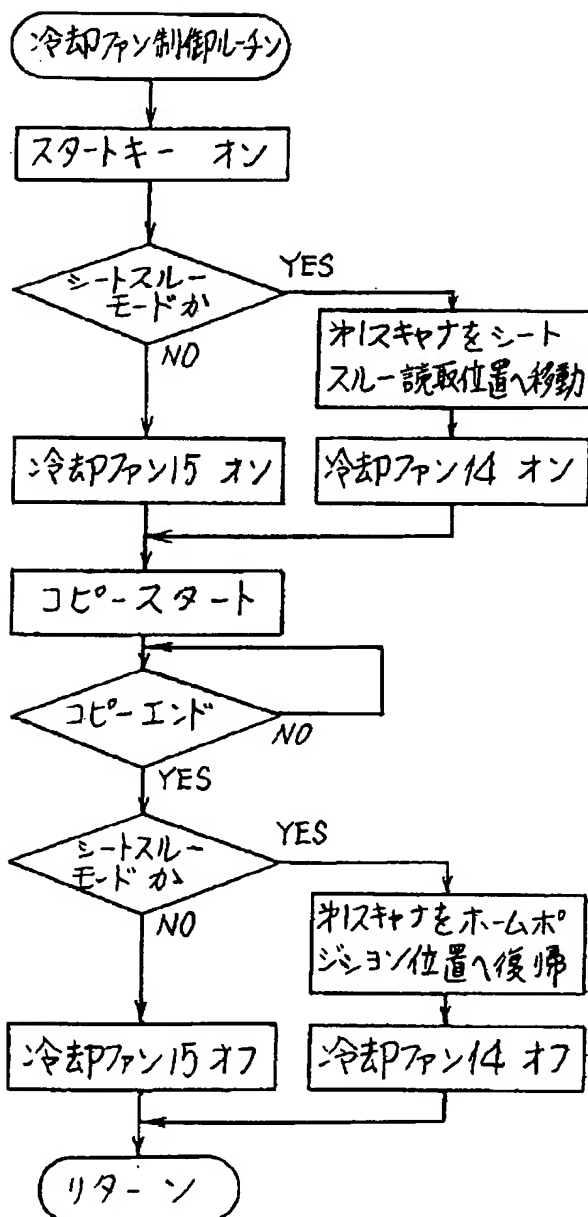 冷却ファン制御ルーチン
スタートキー オン
シートスルー
モードか
YES
NO
才1スキャナをシート
スルー読取位置へ移動
冷却ファン15 オン
冷却ファン14 オン
コピースタート
コピーエンド
NO
YES
シートスルー
モードか
YES
NO
才1スキャナをホームポ
ジション位置へ復帰
冷却ファン15 オフ
冷却ファン14 オフ
リターン